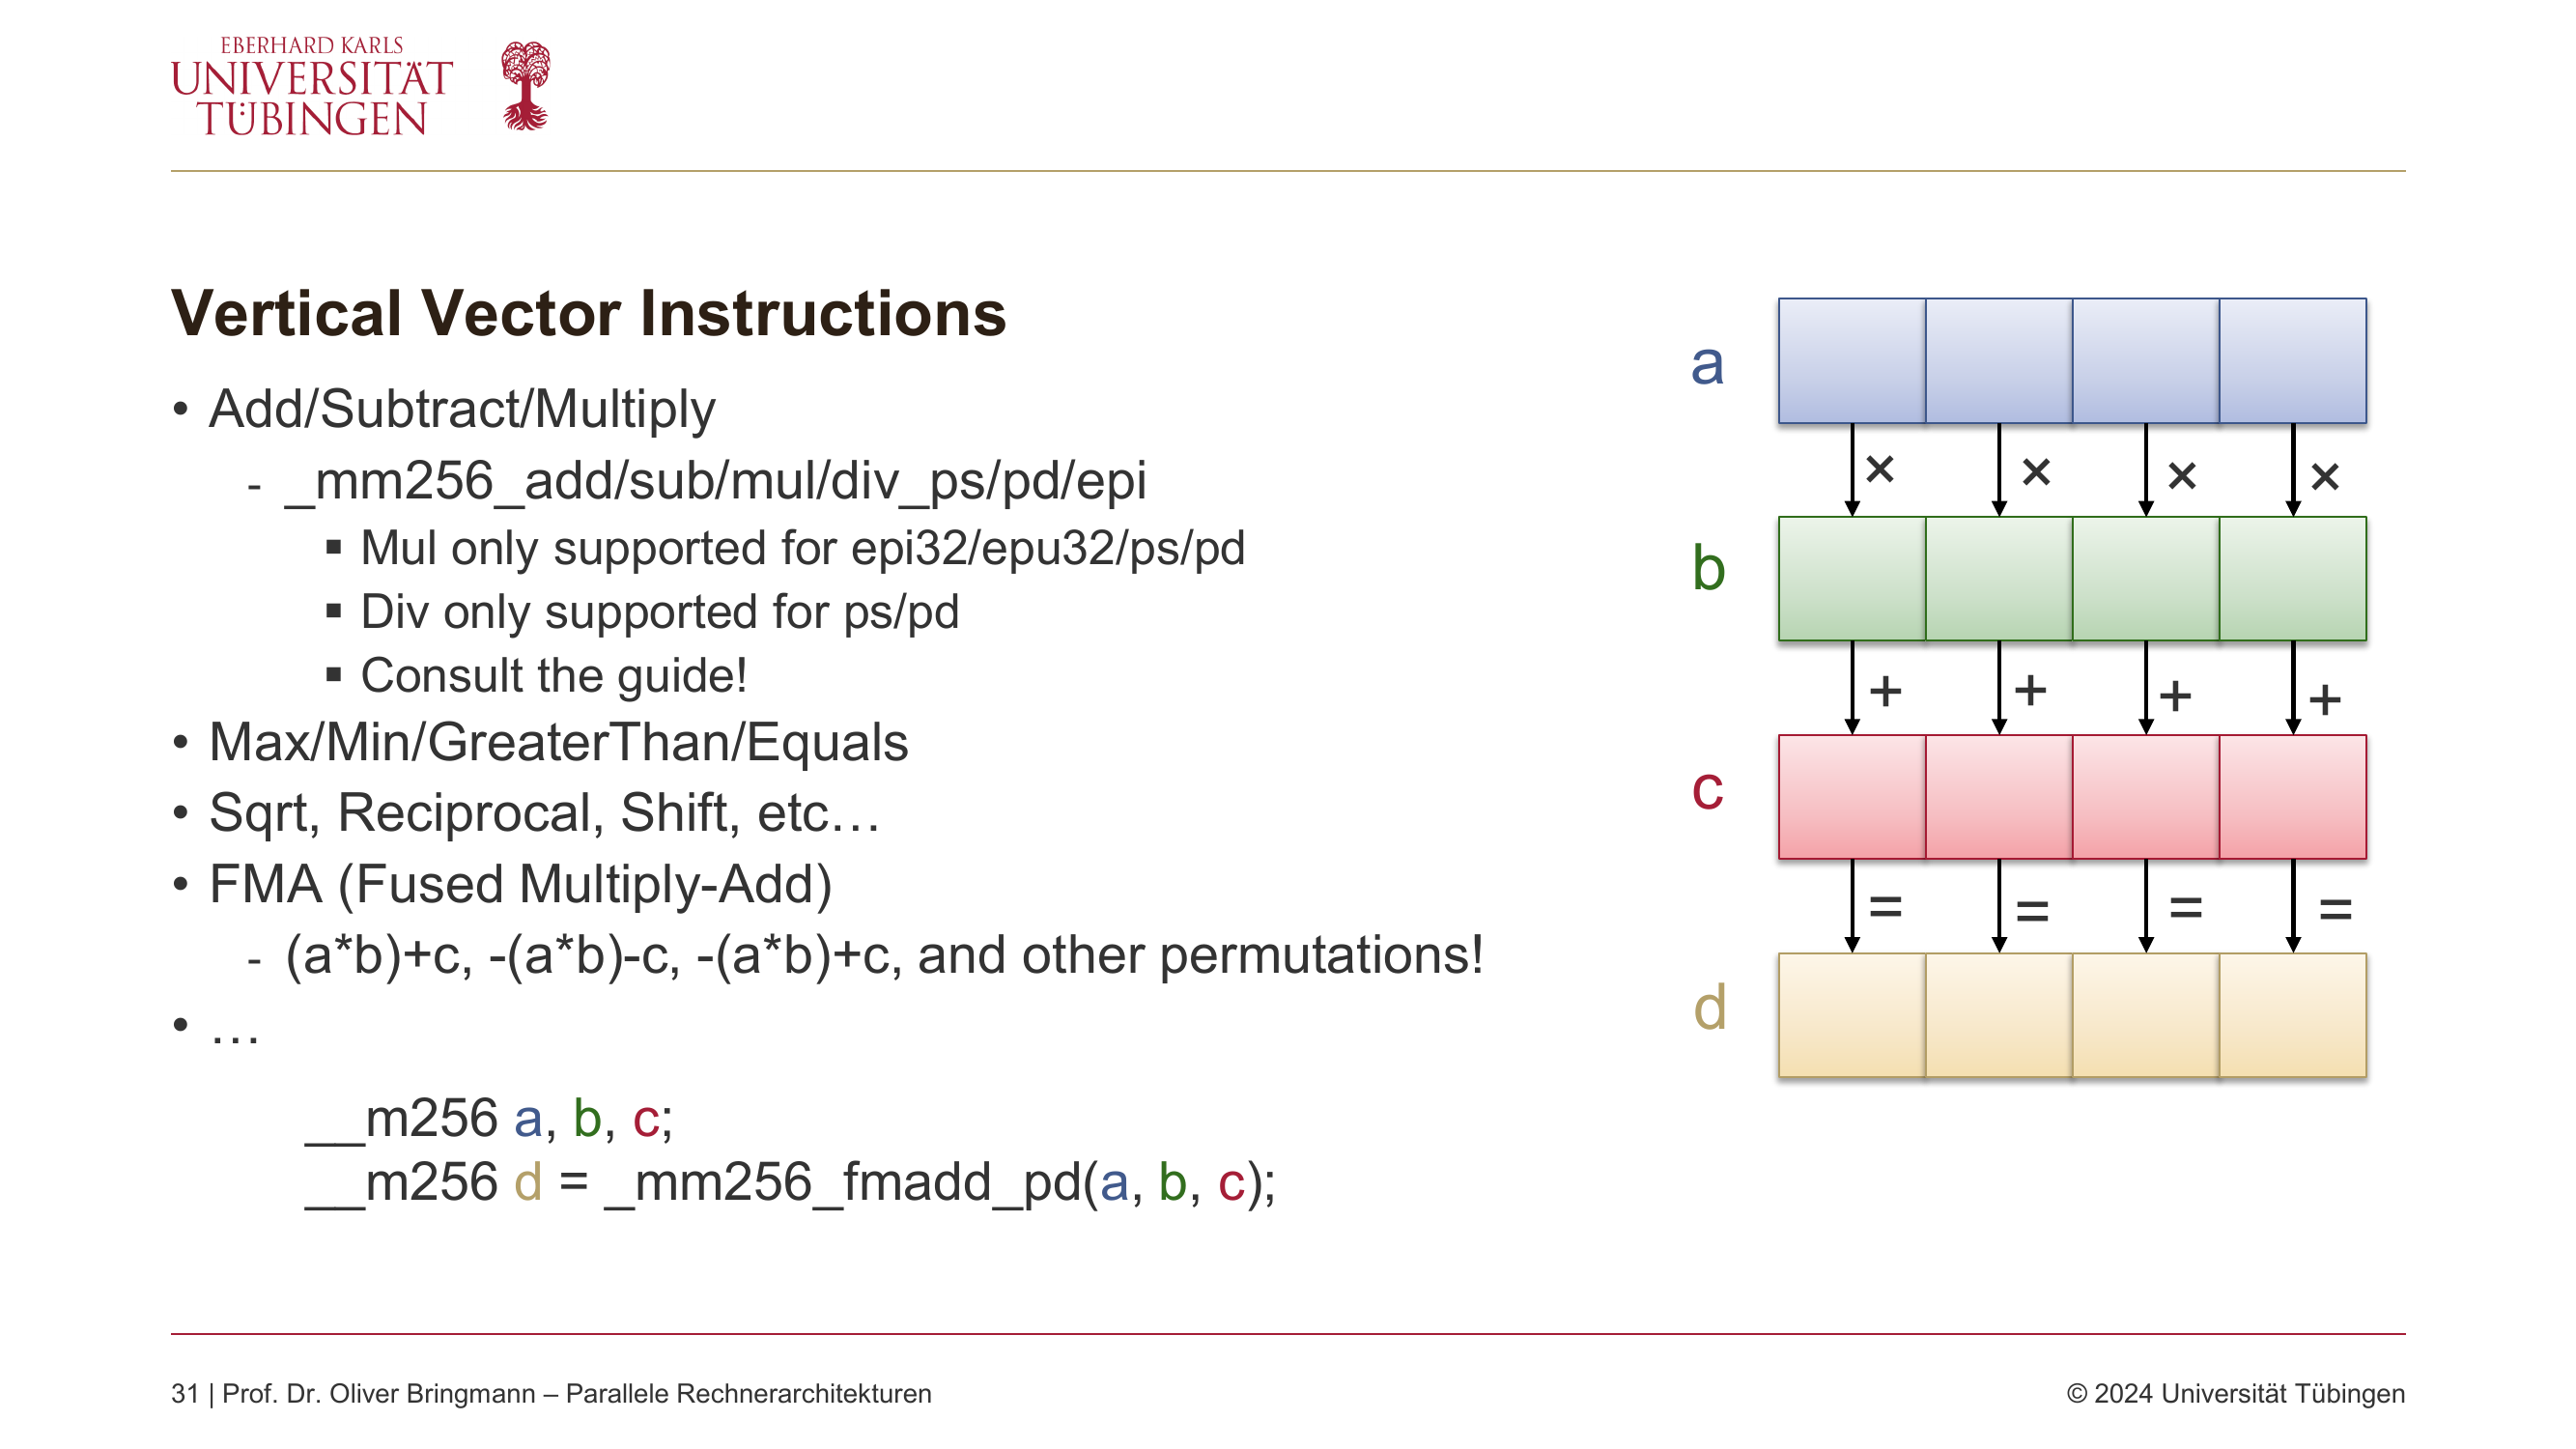 EBERHARD KARLS
UNIVERSITÄT
TÜBINGEN
Vertical Vector Instructions
• Add/Subtract/Multiply
- _mm256_add/sub/mul/div_ps/pd/epi
▪ Mul only supported for epi32/epu32/ps/pd
▪ Div only supported for ps/pd
▪ Consult the guide!
• Max/Min/GreaterThan/Equals
• Sqrt, Reciprocal, Shift, etc…
• FMA (Fused Multiply-Add)
- (a*b)+c, -(a*b)-c, -(a*b)+c, and other permutations!
• …
__m256 a, b, c;
__m256 d = _mm256_fmadd_pd(a, b, c);
a
× × × ×
b
+ + + +
c
= = = =
d
31 | Prof. Dr. Oliver Bringmann – Parallele Rechnerarchitekturen
© 2024 Universität Tübingen